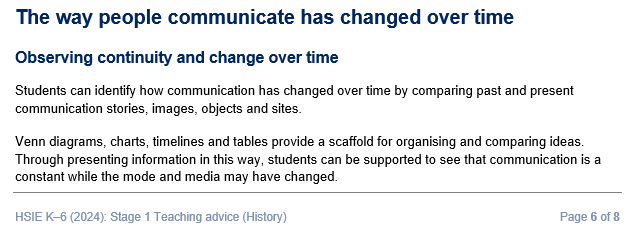 The way people communicate has changed over time
Observing continuity and change over time
Students can identify how communication has changed over time by comparing past and present
communication stories, images, objects and sites.
Venn diagrams, charts, timelines and tables provide a scaffold for organising and comparing ideas.
Through presenting information in this way, students can be supported to see that communication is a
constant while the mode and media may have changed.
HSIE K–6 (2024): Stage 1 Teaching advice (History) Page 6 of 8